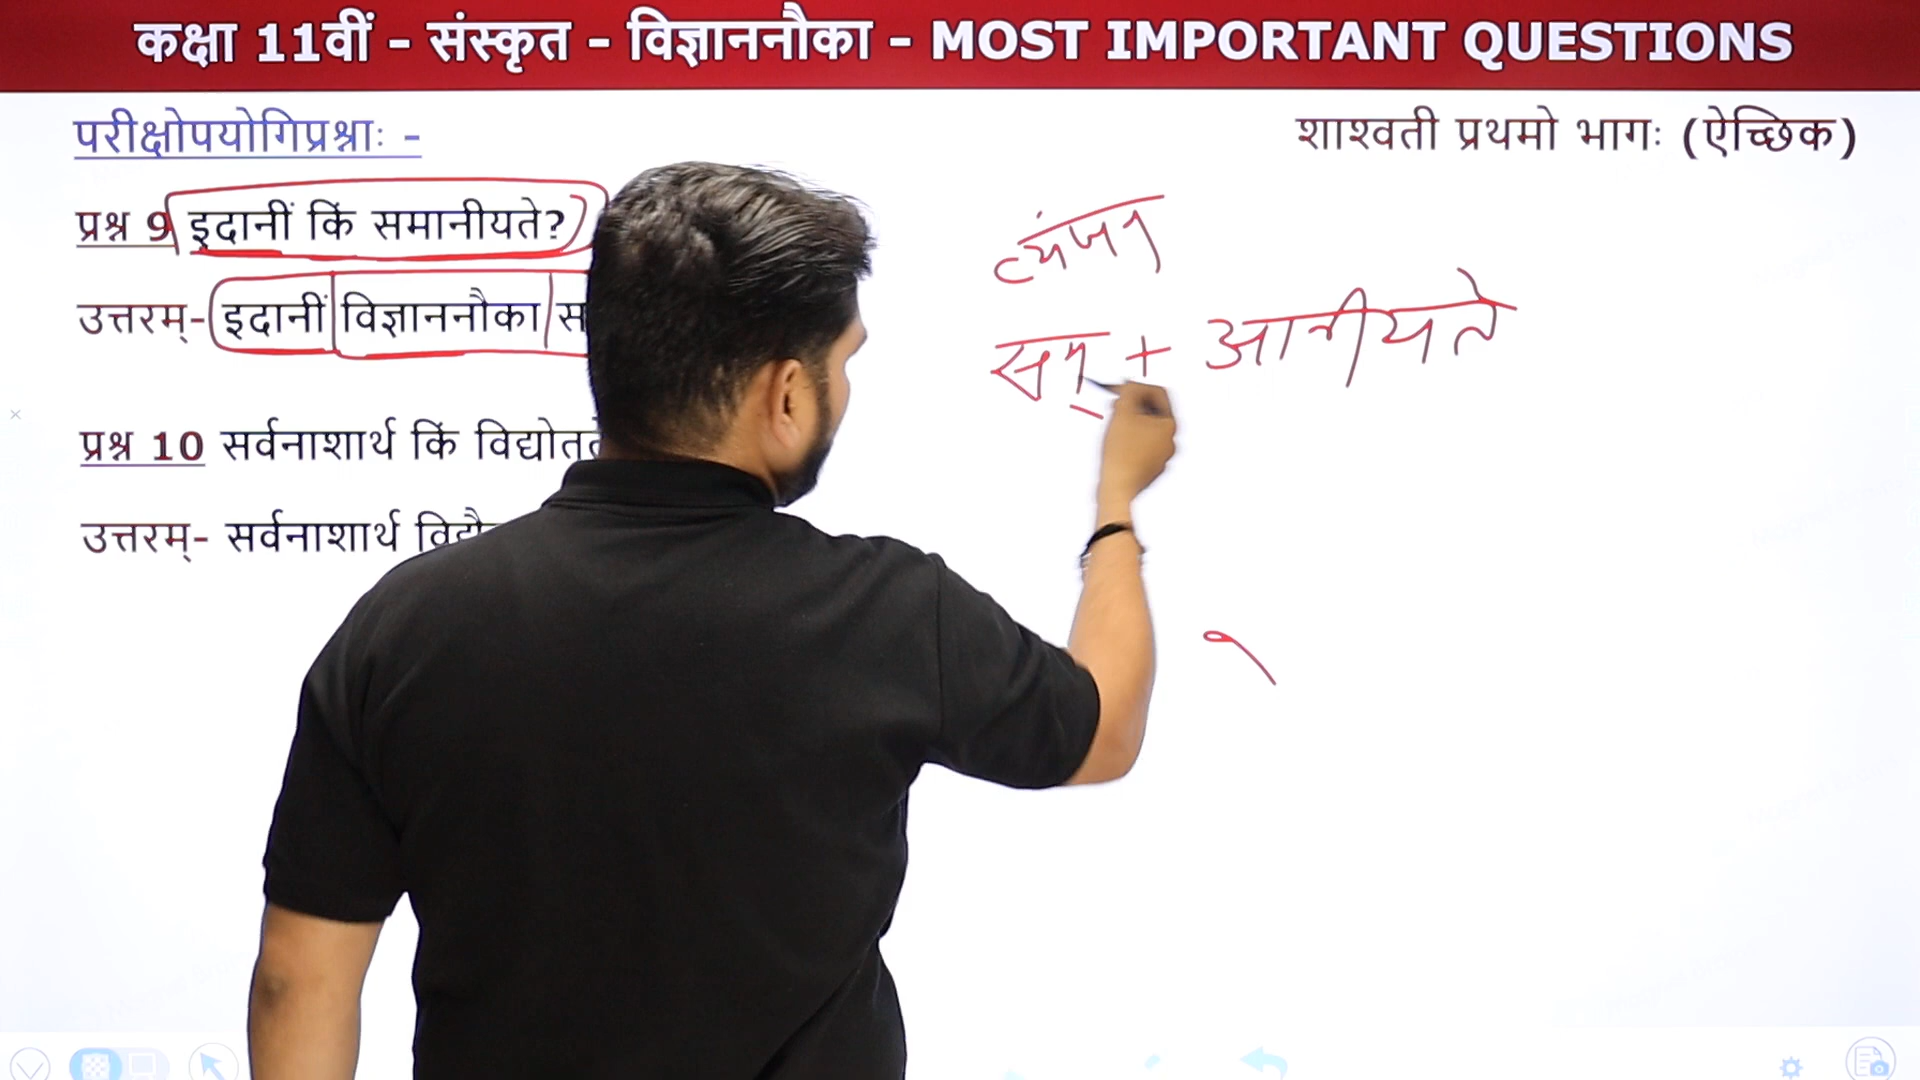 कक्षा 11वीं - संस्कृत - विज्ञाननौका - MOST IMPORTANT QUESTIONS
परीक्षोपयोगिप्रश्नाः -
शाश्वती प्रथमो भागः (ऐच्छिक)
प्रश्न 9 इदानीं किं समानीयते?
व्यंजन
उत्तरम्- इदानीं विज्ञाननौका स
सम् + आनीयते
प्रश्न 10 सर्वनाशार्थ किं
उत्तरम्- सर्वनाशार्थ